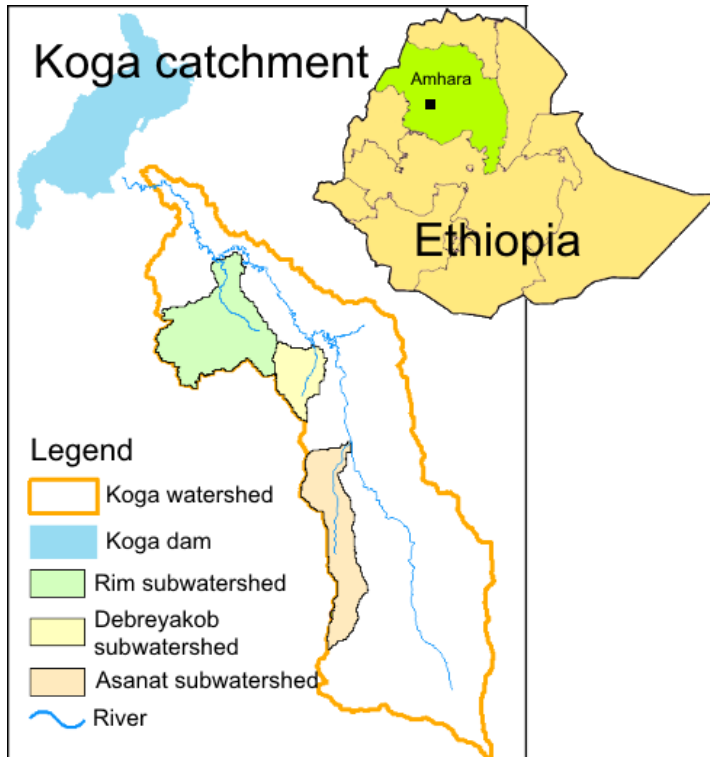 Koga catchment
Amhara
Ethiopia
Legend
Koga watershed
Koga dam
Rim subwatershed
Debreyakob
subwatershed
Asanat subwatershed
River